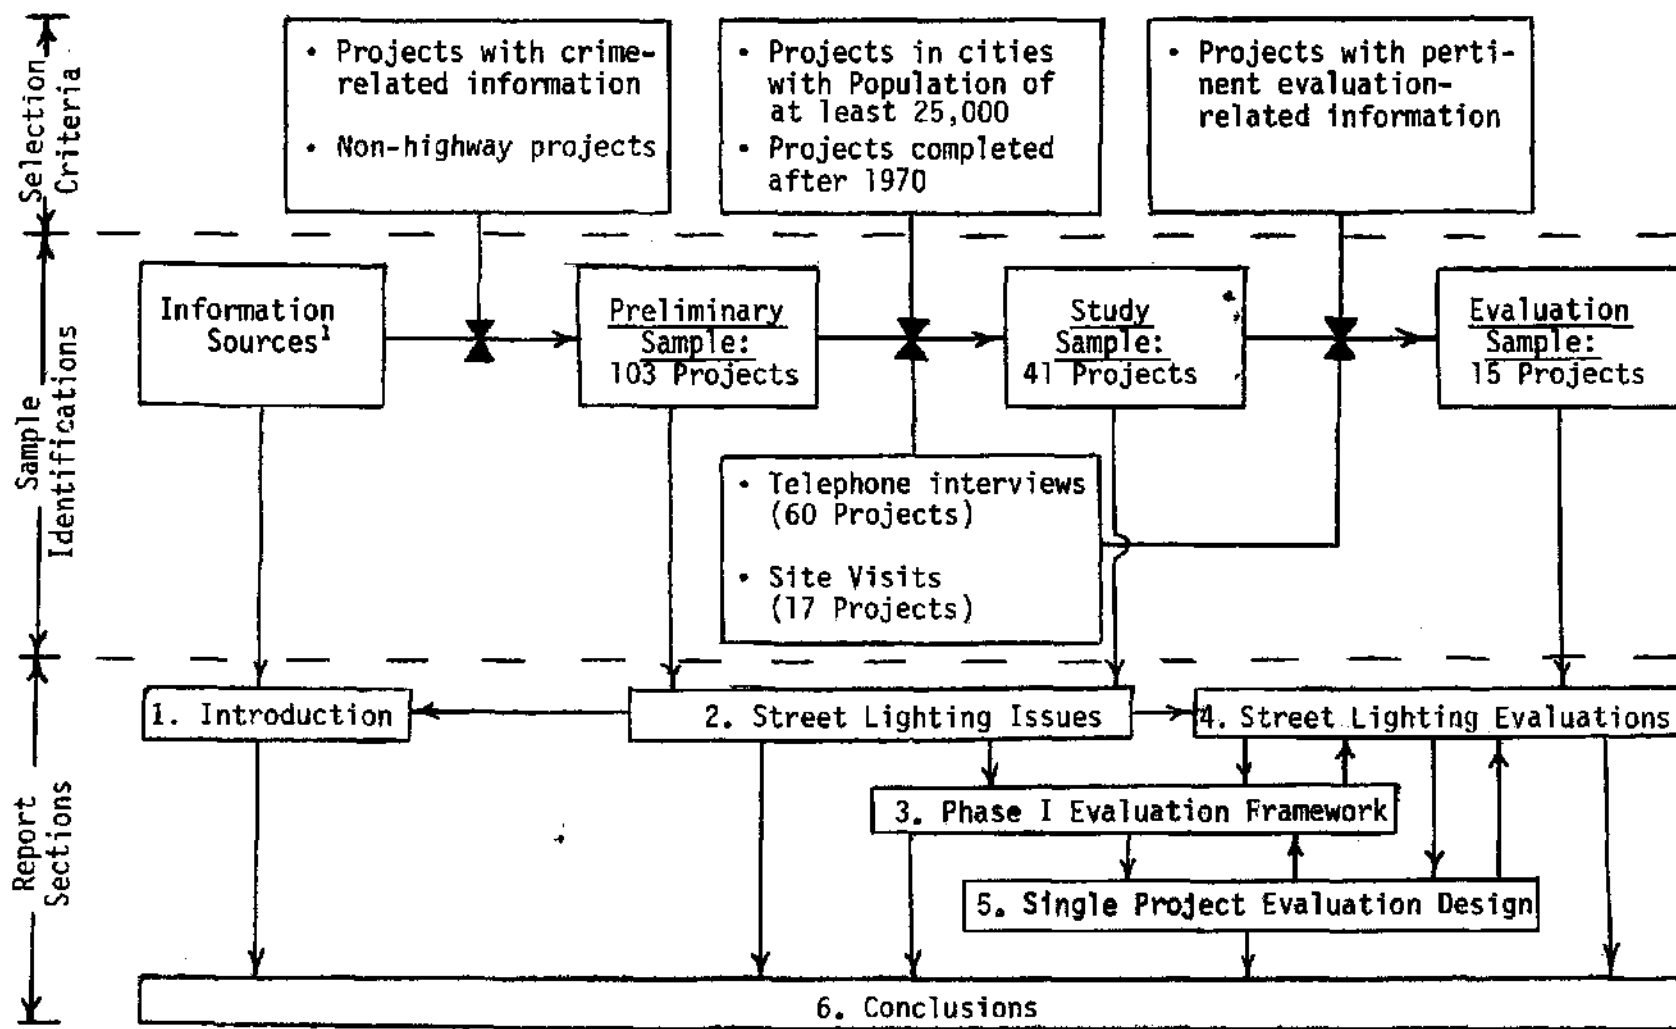 Selection
Criteria
• Projects with crime-
related information
• Non-highway projects
• Projects in cities
with Population of
at least 25,000
• Projects completed
after 1970
• Projects with perti-
nent evaluation-
related information
Sample
Identifications
Information
Sources¹
Preliminary
Sample:
103 Projects
Study
Sample:
41 Projects
Evaluation
Sample:
15 Projects
• Telephone interviews
(60 Projects)
• Site Visits
(17 Projects)
Report
Sections
1. Introduction
2. Street Lighting Issues
4. Street Lighting Evaluations
3. Phase I Evaluation Framework
5. Single Project Evaluation Design
6. Conclusions